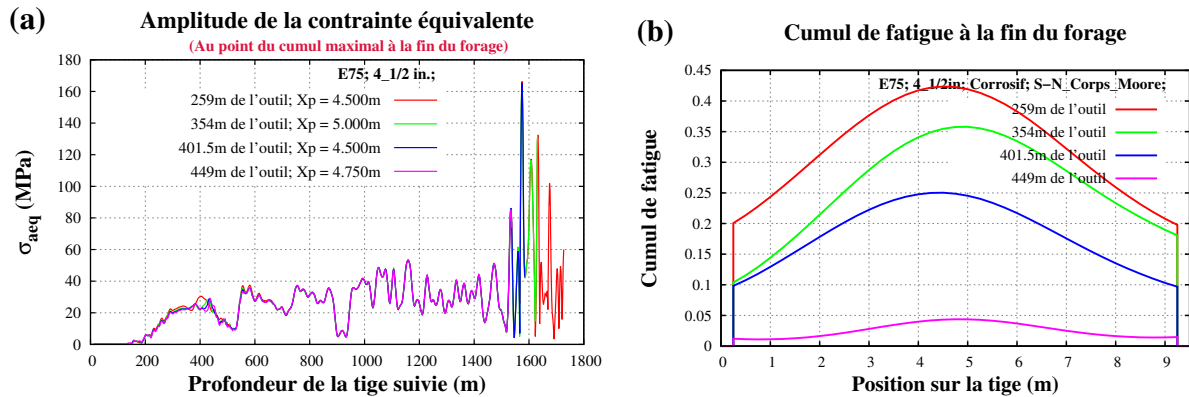 (a)
Amplitude de la contrainte équivalente
(Au point du cumul maximal à la fin du forage)
E75; 4_1/2 in.;
259m de l'outil; Xp = 4.500m
354m de l'outil; Xp = 5.000m
401.5m de l'outil; Xp = 4.500m
449m de l'outil; Xp = 4.750m
σaeq (MPa)
180
160
140
120
100
80
60
40
20
0
0 200 400 600 800 1000 1200 1400 1600 1800
Profondeur de la tige suivie (m)
(b)
Cumul de fatigue à la fin du forage
E75; 4_1/2in; Corrosif; S−N_Corps_Moore;
259m de l'outil
354m de l'outil
401.5m de l'outil
449m de l'outil
Cumul de fatigue
0.45
0.4
0.35
0.3
0.25
0.2
0.15
0.1
0.05
0
0 1 2 3 4 5 6 7 8 9
Position sur la tige (m)